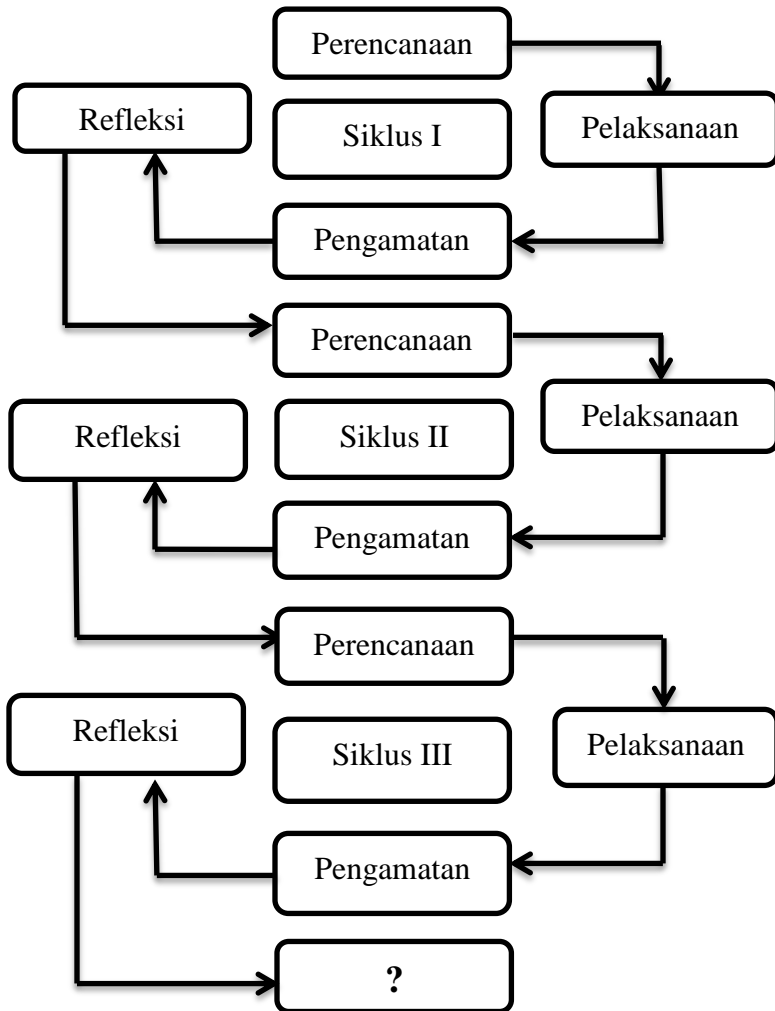 Perencanaan
Refleksi
Siklus I
Pelaksanaan
Pengamatan
Perencanaan
Refleksi
Siklus II
Pelaksanaan
Pengamatan
Perencanaan
Refleksi
Siklus III
Pelaksanaan
Pengamatan
?